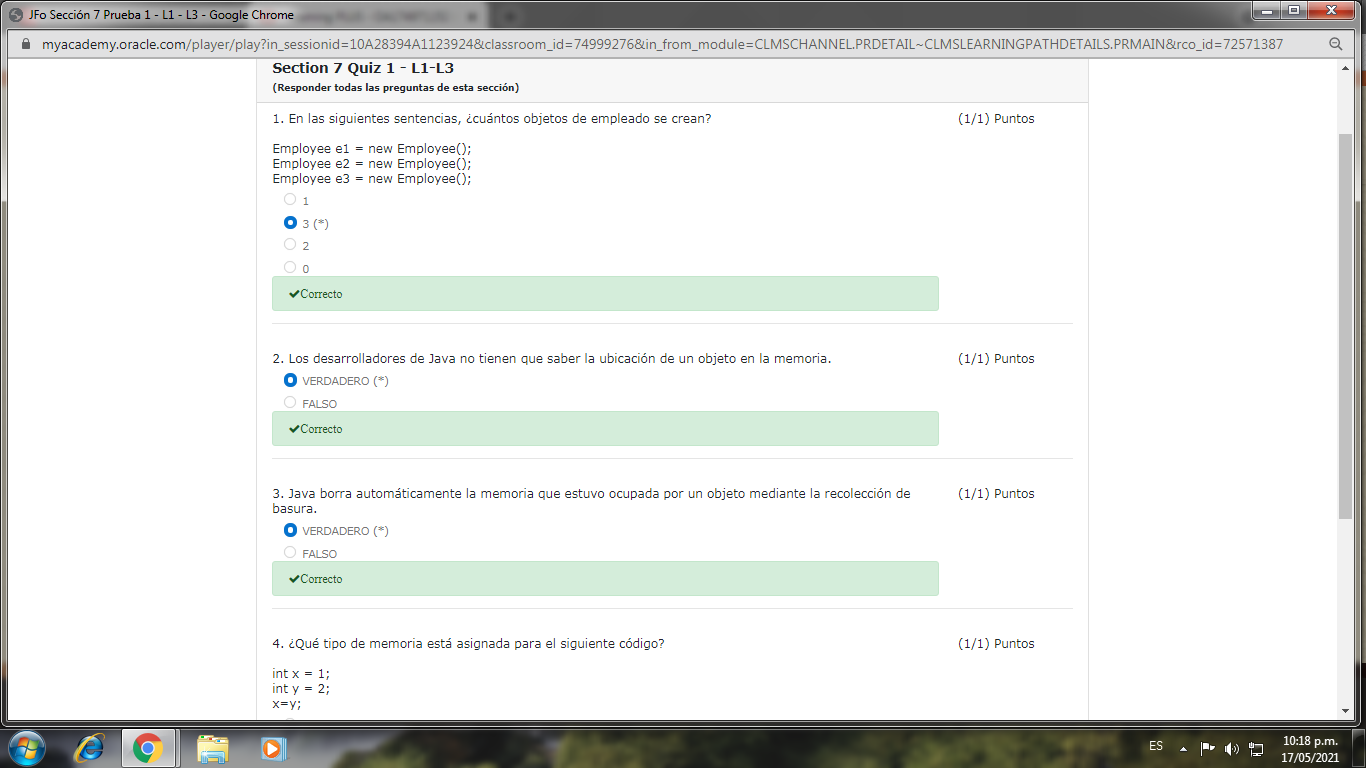 JFo Sección 7 Prueba 1 - L1 - L3 - Google Chrome
myacademy.oracle.com/player/play?in_sessionid=10A28394A1123924&classroom_id=74999276&in_from_module=CLMSCHANNEL.PRDETAIL~CLMSLEARNINGPATHDETAILS.PRMAIN&rco_id=72571387
Section 7 Quiz 1 - L1-L3
(Responder todas las preguntas de esta sección)
1. En las siguientes sentencias, ¿cuántos objetos de empleado se crean? (1/1) Puntos
Employee e1 = new Employee();
Employee e2 = new Employee();
Employee e3 = new Employee();
1
3 (*)
2
0
Correcto
2. Los desarrolladores de Java no tienen que saber la ubicación de un objeto en la memoria. (1/1) Puntos
VERDADERO (*)
FALSO
Correcto
3. Java borra automáticamente la memoria que estuvo ocupada por un objeto mediante la recolección de (1/1) Puntos
basura.
VERDADERO (*)
FALSO
Correcto
4. ¿Qué tipo de memoria está asignada para el siguiente código? (1/1) Puntos
int x = 1;
int y = 2;
x=y;
ES
10:18 p.m.
17/05/2021